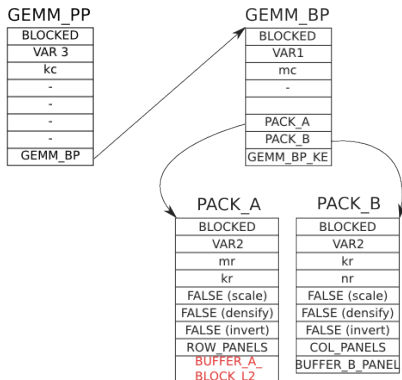 GEMM_PP
BLOCKED
VAR 3
kc
-
-
-
-
GEMM_BP
GEMM_BP
BLOCKED
VAR1
mc
-
PACK_A
PACK_B
GEMM_BP_KE
PACK_A
BLOCKED
VAR2
mr
kr
FALSE (scale)
FALSE (densify)
FALSE (invert)
ROW_PANELS
BUFFER_A_
BLOCK_L2
PACK_B
BLOCKED
VAR2
kr
nr
FALSE (scale)
FALSE (densify)
FALSE (invert)
COL_PANELS
BUFFER_B_PANEL